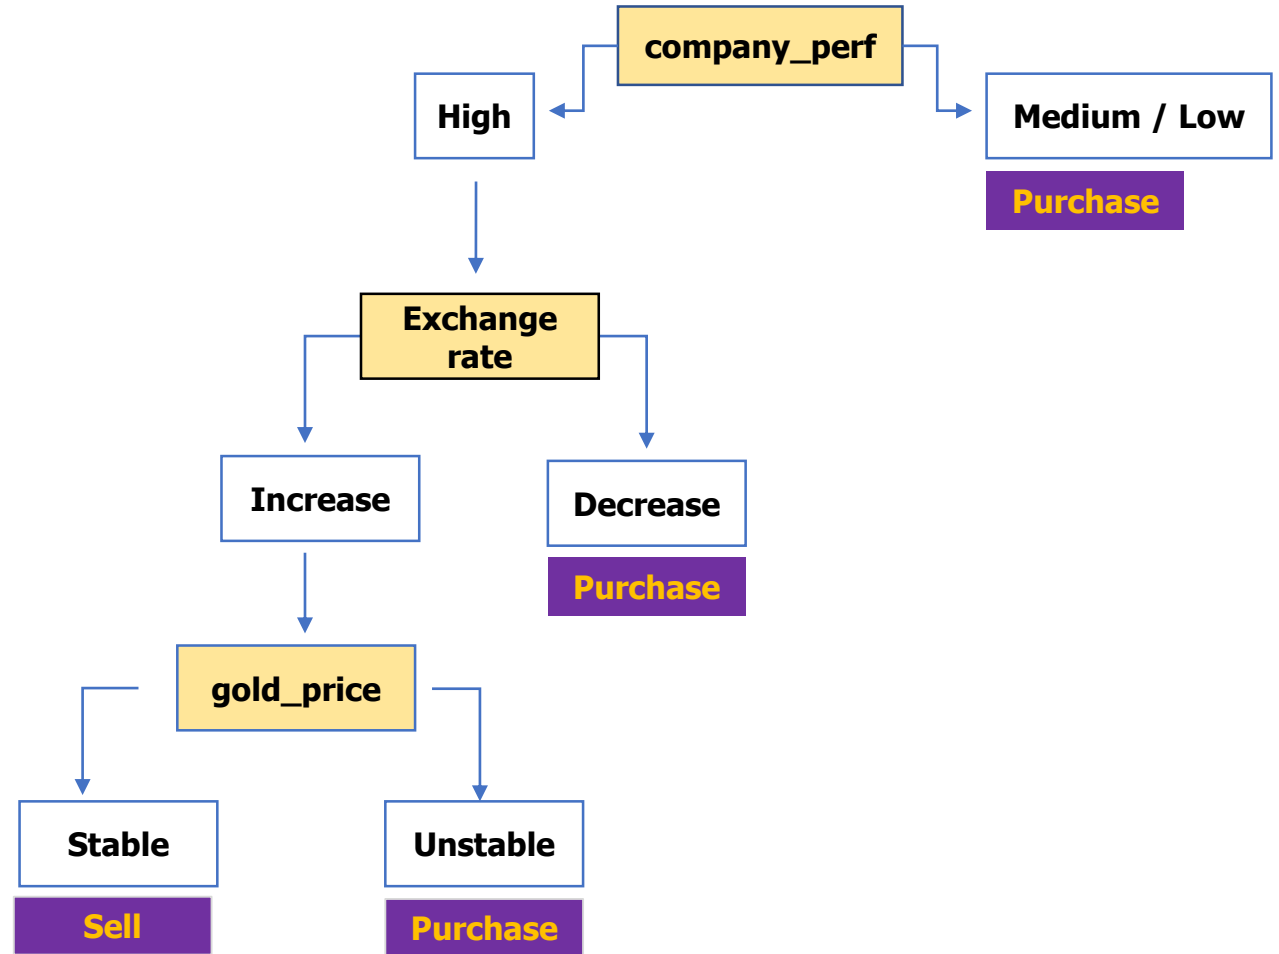 company_perf
High
Medium / Low
Purchase
Exchange
rate
Increase
Decrease
Purchase
gold_price
Stable
Unstable
Sell
Purchase